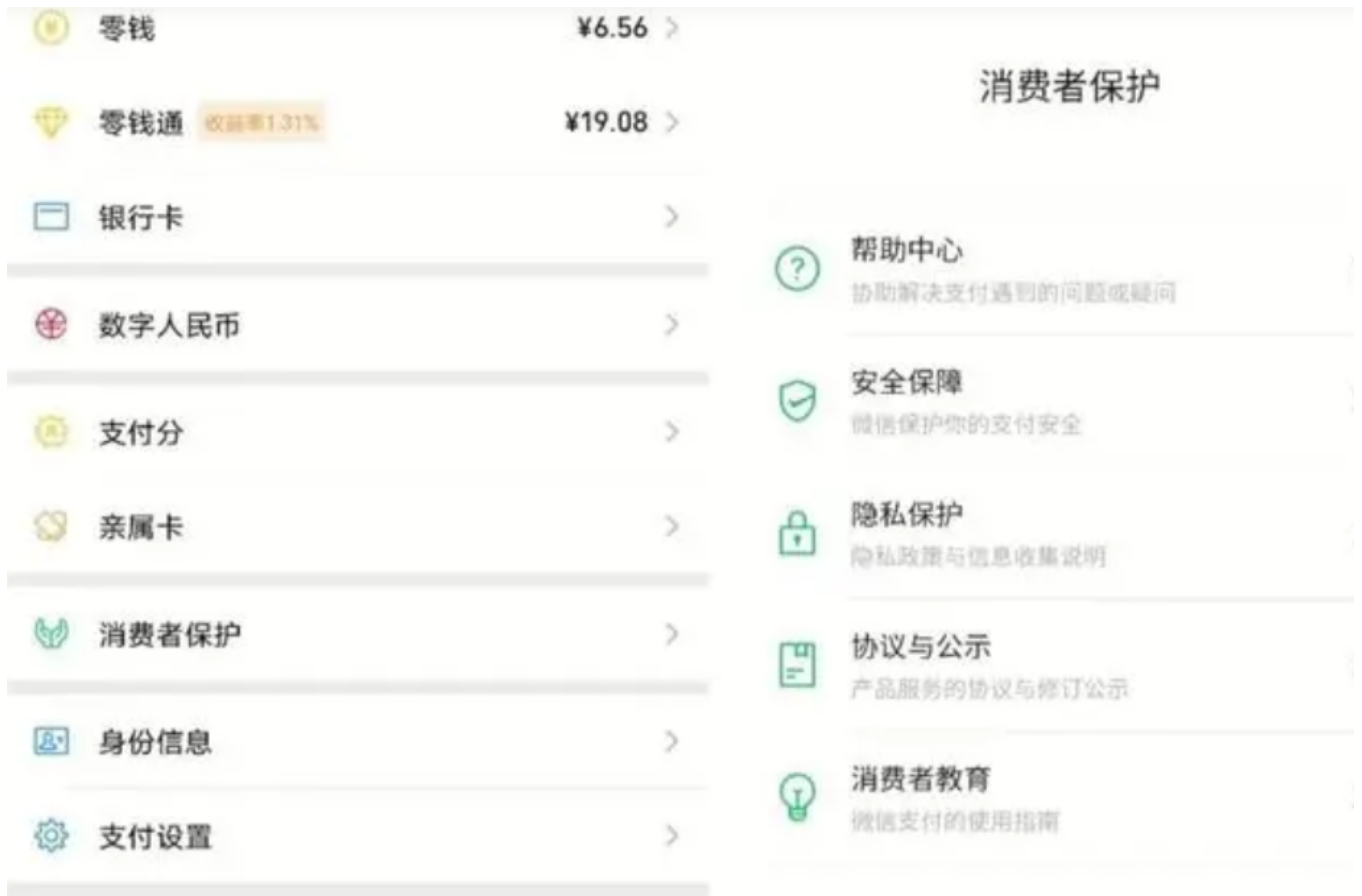 零钱
¥6.56
零钱通
收益率1.31%
¥19.08
银行卡
数字人民币
支付分
亲属卡
消费者保护
身份信息
支付设置
消费者保护
帮助中心
协助解决支付遇到的问题或疑问
安全保障
微信保护你的支付安全
隐私保护
隐私政策与信息收集说明
协议与公示
产品服务的协议与修订公示
消费者教育
微信支付的使用指南